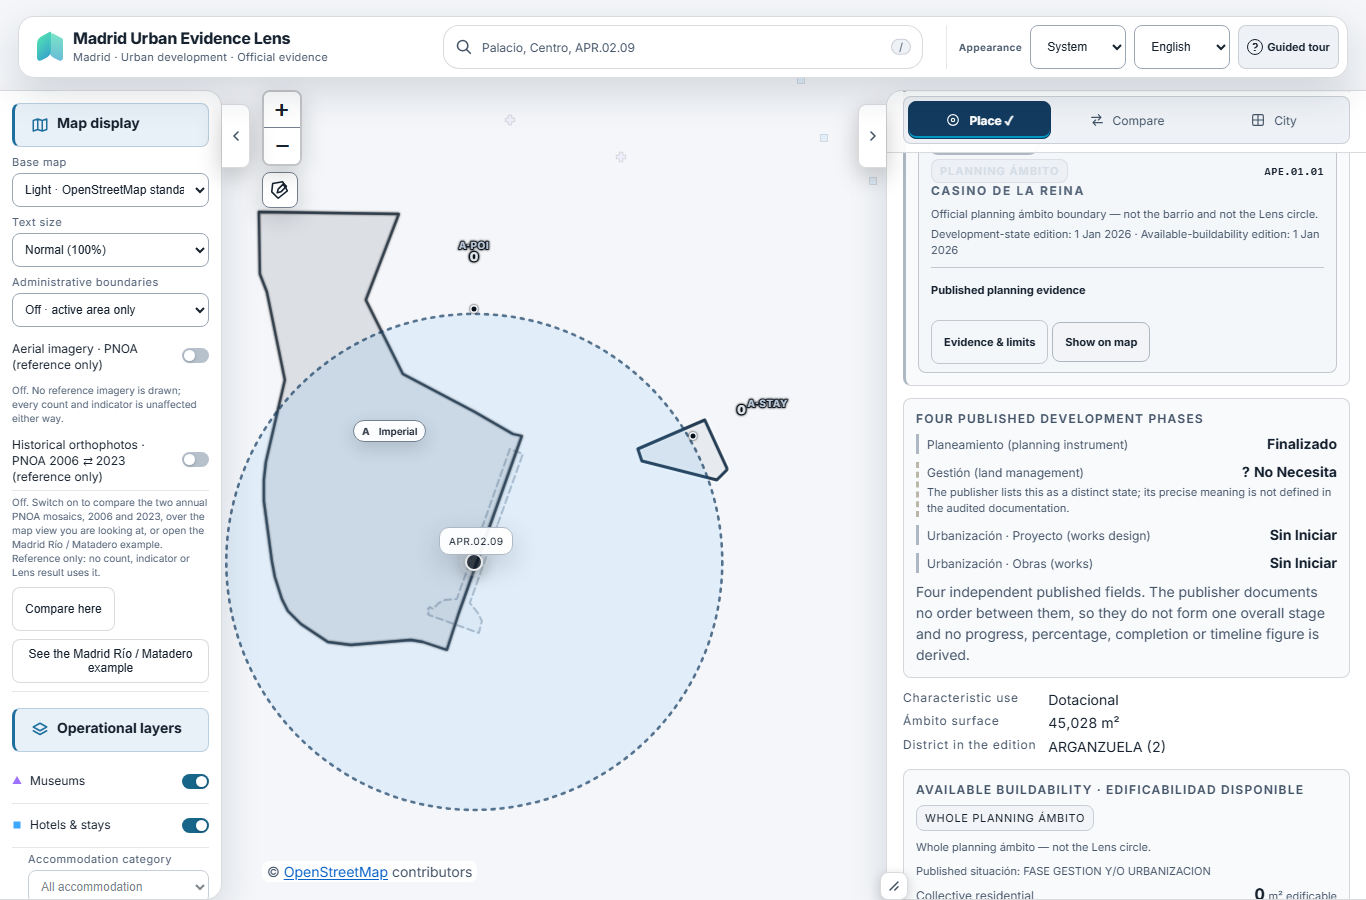 Madrid Urban Evidence Lens
Madrid · Urban development · Official evidence
Palacio, Centro, APR.02.09
/
Appearance
System
English
? Guided tour
Map display
Base map
Light · OpenStreetMap standa
Text size
Normal (100%)
Administrative boundaries
Off · active area only
Aerial imagery · PNOA
(reference only)
Off. No reference imagery is drawn;
every count and indicator is unaffected
either way.
Historical orthophotos ·
PNOA 2006 ⇄ 2023
(reference only)
Off. Switch on to compare the two annual
PNOA mosaics, 2006 and 2023, over the
map view you are looking at, or open the
Madrid Río / Matadero example.
Reference only: no count, indicator or
Lens result uses it.
Compare here
See the Madrid Río / Matadero
example
Operational layers
Museums
Hotels & stays
Accommodation category
All accommodation
+
−
A·POI
0
0
A·STAY
A Imperial
APR.02.09
© OpenStreetMap contributors
Place ✓
Compare
City
PLANNING ÁMBITO
APE.01.01
CASINO DE LA REINA
Official planning ámbito boundary — not the barrio and not the Lens circle.
Development-state edition: 1 Jan 2026 · Available-buildability edition: 1 Jan
2026
Published planning evidence
Evidence & limits
Show on map
FOUR PUBLISHED DEVELOPMENT PHASES
Planeamiento (planning instrument)
Finalizado
Gestión (land management)
? No Necesita
The publisher lists this as a distinct state; its precise meaning is not defined in
the audited documentation.
Urbanización · Proyecto (works design)
Sin Iniciar
Urbanización · Obras (works)
Sin Iniciar
Four independent published fields. The publisher documents
no order between them, so they do not form one overall stage
and no progress, percentage, completion or timeline figure is
derived.
Characteristic use
Dotacional
Ámbito surface
45,028 m²
District in the edition
ARGANZUELA (2)
AVAILABLE BUILDABILITY · EDIFICABILIDAD DISPONIBLE
WHOLE PLANNING ÁMBITO
Whole planning ámbito — not the Lens circle.
Published situación: FASE GESTION Y/O URBANIZACION
Collective residential
0 m² edificable